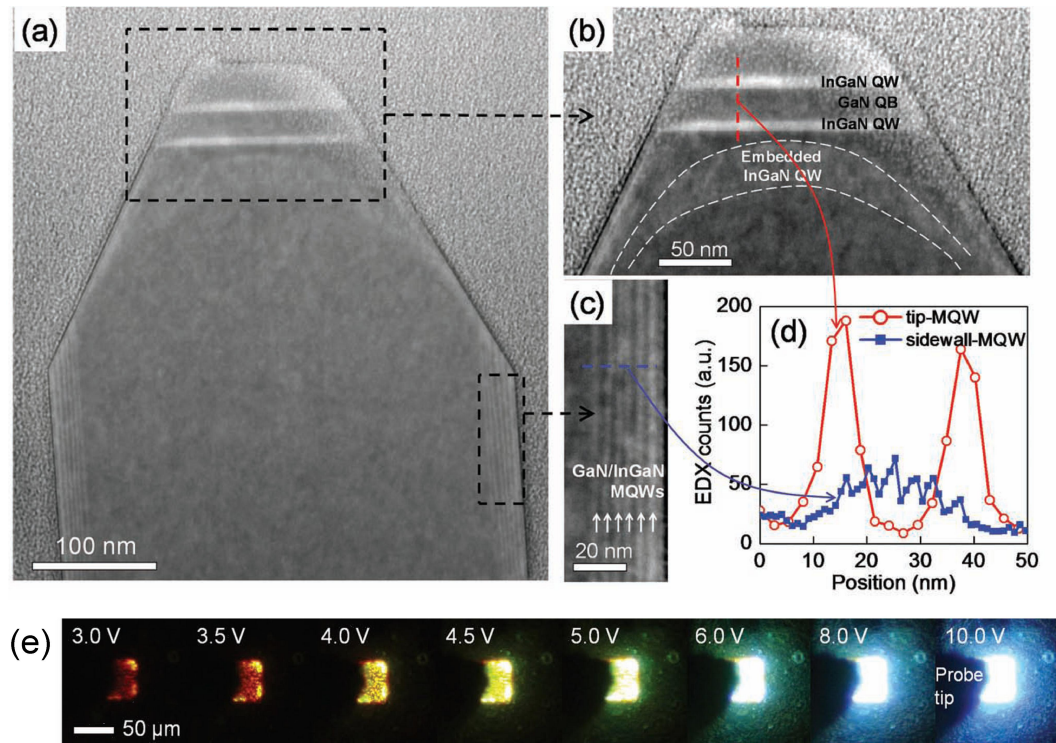 (a)
100 nm
(b)
InGaN QW
GaN QB
InGaN QW
Embedded
InGaN QW
50 nm
(c)
GaN/InGaN
MQWs
20 nm
(d)
tip-MQW
sidewall-MQW
EDX counts (a.u.)
200
150
100
50
0
0 10 20 30 40 50
Position (nm)
(e)
3.0 V 3.5 V 4.0 V 4.5 V 5.0 V 6.0 V 8.0 V 10.0 V
Probe
tip
50 µm